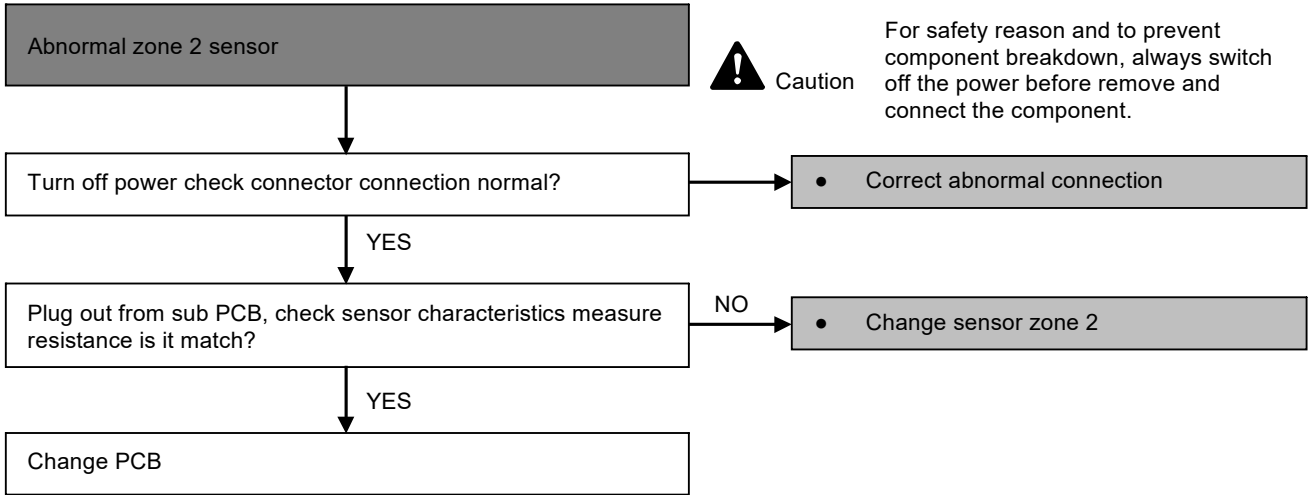 Abnormal zone 2 sensor
Caution
For safety reason and to prevent
component breakdown, always switch
off the power before remove and
connect the component.
Turn off power check connector connection normal?
● Correct abnormal connection
YES
Plug out from sub PCB, check sensor characteristics measure
resistance is it match?
NO
● Change sensor zone 2
YES
Change PCB